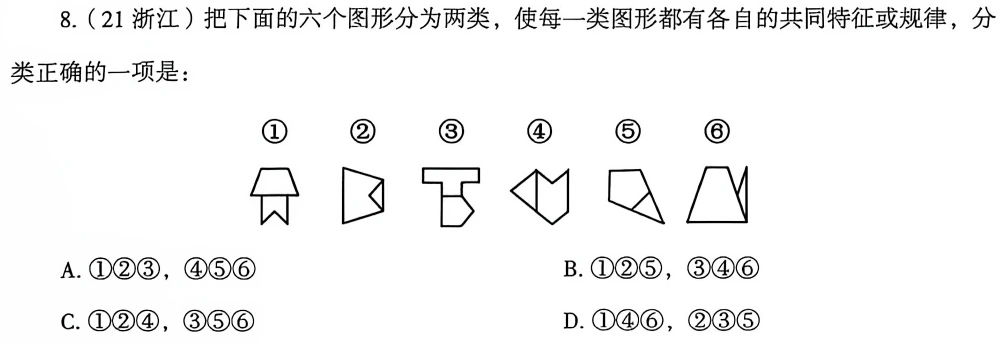 8.（21 浙江）把下面的六个图形分为两类，使每一类图形都有各自的共同特征或规律，分
类正确的一项是：
① ② ③ ④ ⑤ ⑥
A. ①②③，④⑤⑥ B. ①②⑤，③④⑥
C. ①②④，③⑤⑥ D. ①④⑥，②③⑤